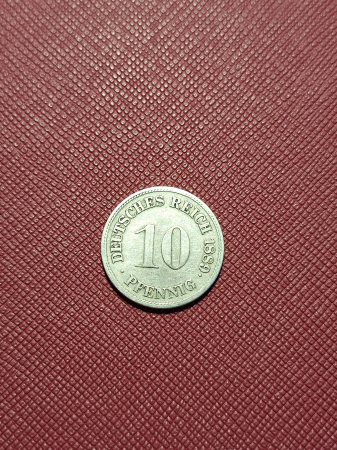 DEUTSCHES REICH 1889
10
PFENNIG